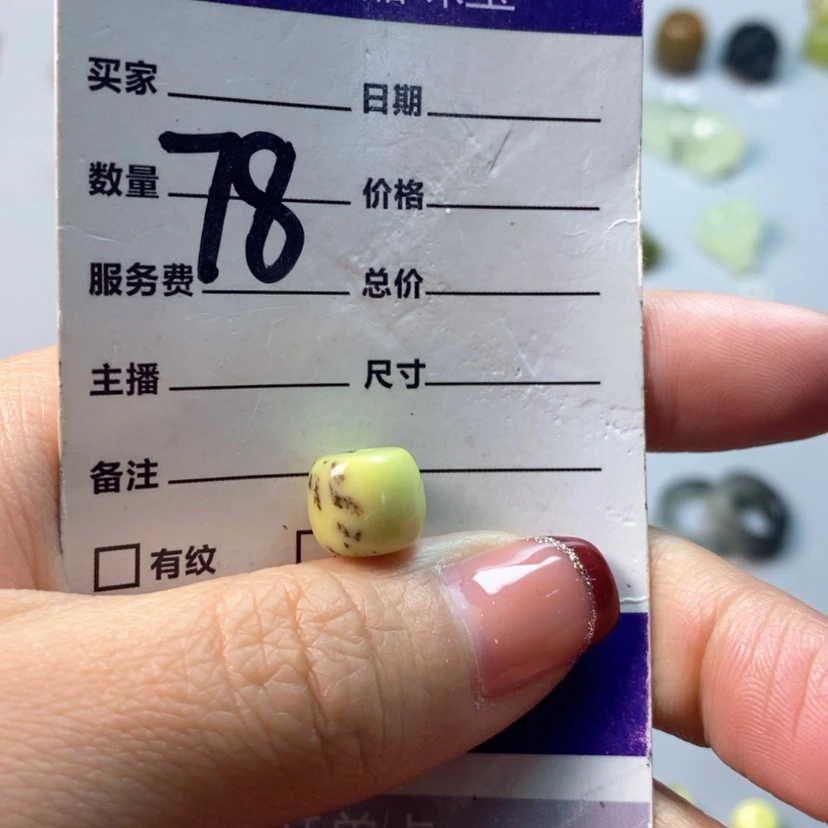 买家 日期
数量 78 价格
服务费 总价
主播 尺寸
备注
有纹